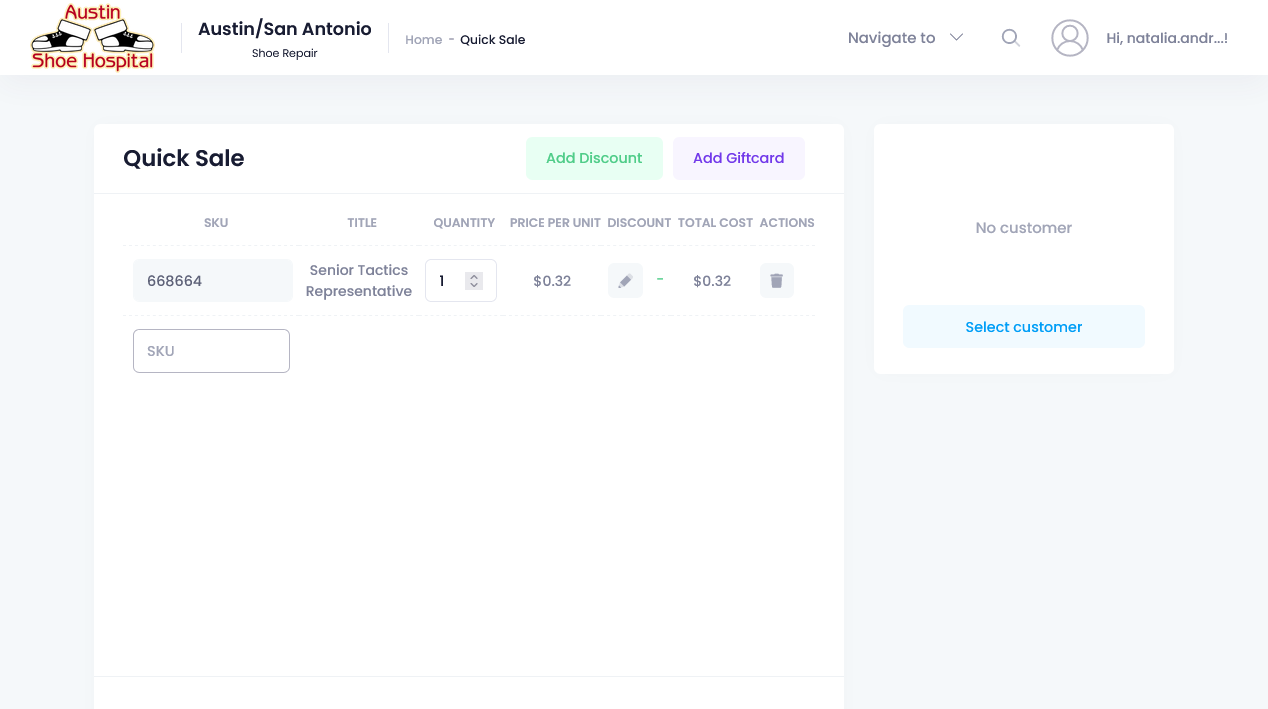 Austin
Shoe Hospital
Austin/San Antonio
Shoe Repair
Home - Quick Sale
Navigate to
Hi, natalia.andr...!
Quick Sale
Add Discount
Add Giftcard
SKU TITLE QUANTITY PRICE PER UNIT DISCOUNT TOTAL COST ACTIONS
668664 Senior Tactics Representative 1 $0.32 - $0.32
SKU
No customer
Select customer